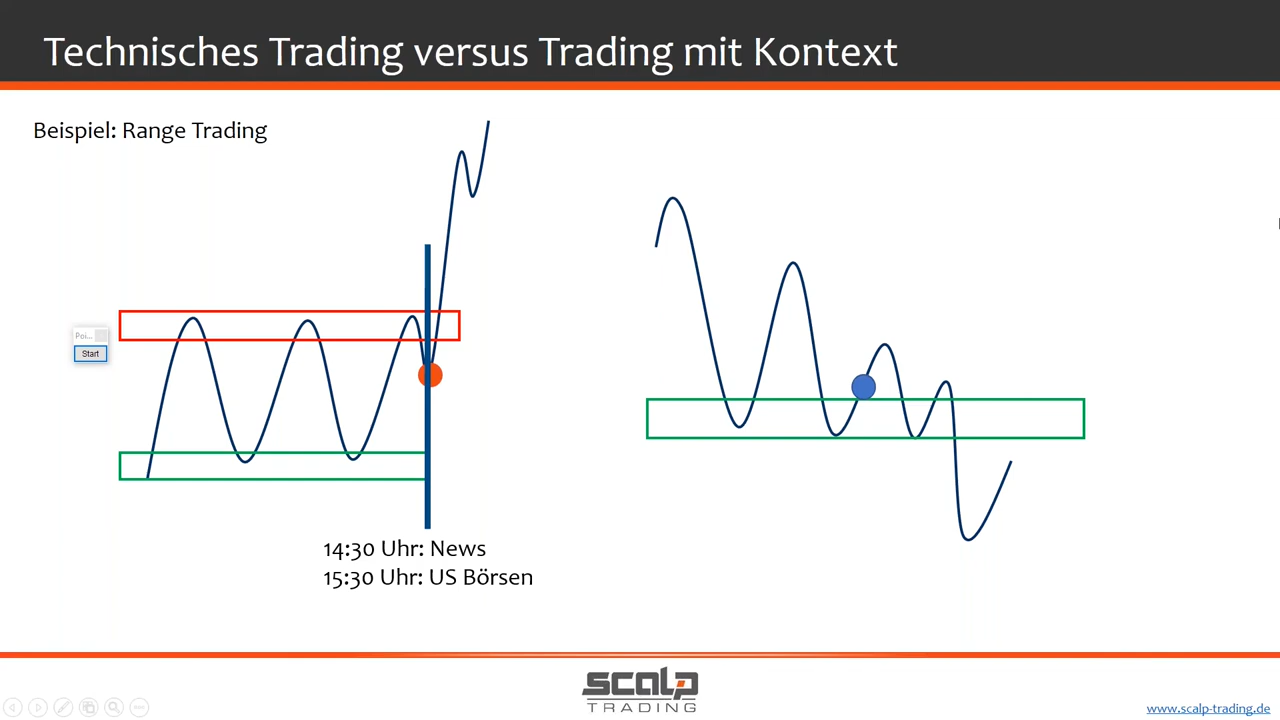 Technisches Trading versus Trading mit Kontext
Beispiel: Range Trading
Poi...
Start
14:30 Uhr: News
15:30 Uhr: US Börsen
scalp
TRADING
www.scalp-trading.de